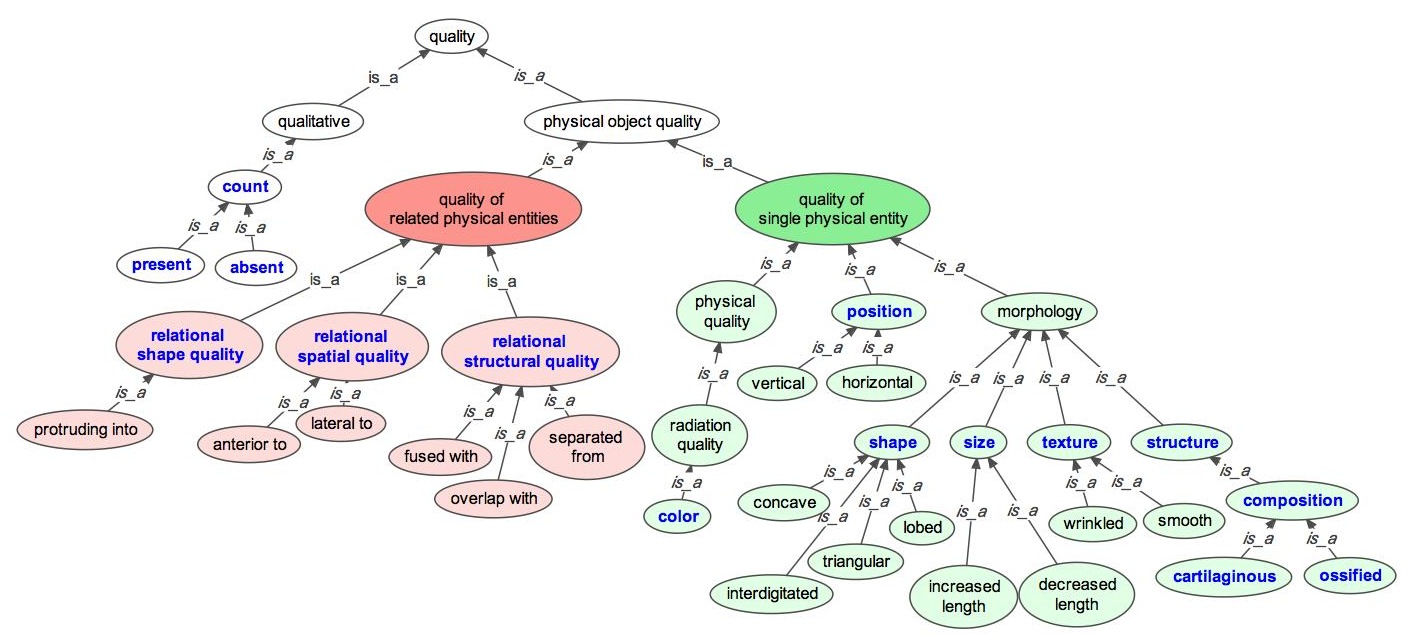 quality
is_a
is_a
qualitative
physical object quality
is_a
is_a
is_a
count
quality of
related physical entities
quality of
single physical entity
is_a
is_a
present
absent
is_a
is_a
is_a
is_a
is_a
is_a
relational
shape quality
relational
spatial quality
relational
structural quality
physical
quality
position
morphology
is_a
is_a
is_a
is_a
is_a
is_a
is_a
is_a
is_a
is_a
is_a
is_a
is_a
protruding into
anterior to
lateral to
fused with
overlap with
separated
from
vertical
horizontal
radiation
quality
shape
size
texture
structure
is_a
is_a
is_a
is_a
is_a
is_a
is_a
is_a
is_a
is_a
color
concave
interdigitated
triangular
lobed
increased
length
decreased
length
wrinkled
smooth
composition
is_a
is_a
cartilaginous
ossified